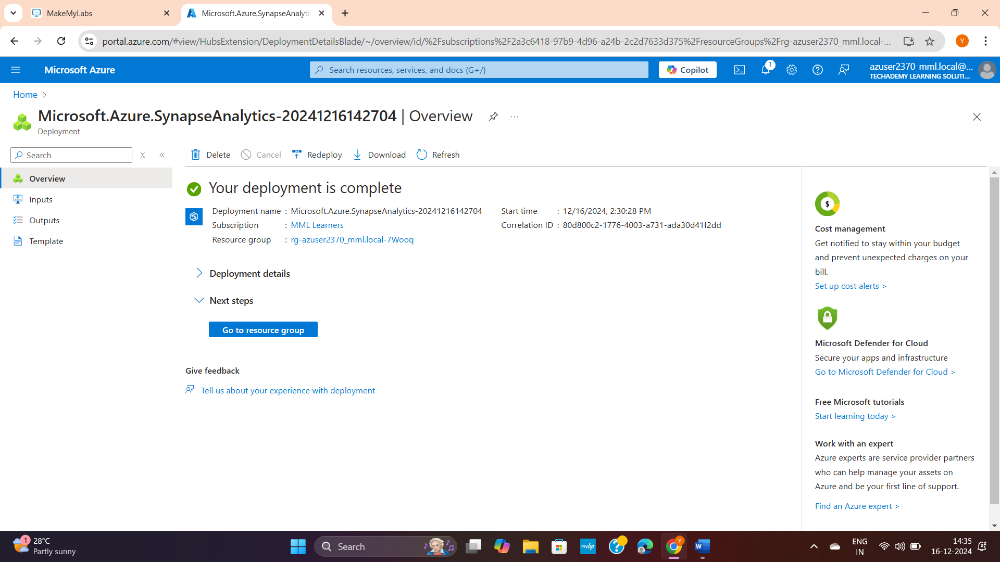 MakeMyLabs
Microsoft.Azure.SynapseAnalyti
portal.azure.com/#view/HubsExtension/DeploymentDetailsBlade/~/overview/id/%2Fsubscriptions%2F2a3c6418-97b9-4d96-a24b-2c2d7633d375%2FresourceGroups%2Frg-azuser2370_mml.local-...
Y
Microsoft Azure
Search resources, services, and docs (G+/)
Copilot
1
azuser2370_mml.local@...
TECHADEMY LEARNING SOLUTI...
Home
Microsoft.Azure.SynapseAnalytics-20241216142704 | Overview
Deployment
Search
Delete
Cancel
Redeploy
Download
Refresh
Overview
Inputs
Outputs
Template
Your deployment is complete
Deployment name : Microsoft.Azure.SynapseAnalytics-20241216142704
Subscription : MML Learners
Resource group : rg-azuser2370_mml.local-7Wooq
Start time : 12/16/2024, 2:30:28 PM
Correlation ID : 80d800c2-1776-4003-a731-ada30d41f2dd
Deployment details
Next steps
Go to resource group
Give feedback
Tell us about your experience with deployment
$
Cost management
Get notified to stay within your budget
and prevent unexpected charges on your
bill.
Set up cost alerts >
Microsoft Defender for Cloud
Secure your apps and infrastructure
Go to Microsoft Defender for Cloud >
Free Microsoft tutorials
Start learning today >
Work with an expert
Azure experts are service provider partners
who can help manage your assets on
Azure and be your first line of support.
Find an Azure expert >
1
28°C
Partly sunny
Search
myhp
?
Y
W
ENG
IN
14:35
16-12-2024